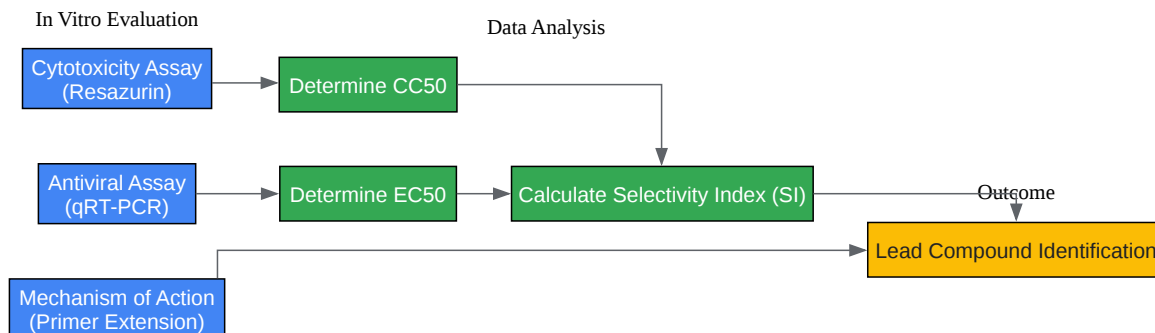 In Vitro Evaluation
Data Analysis
Cytotoxicity Assay
(Resazurin)
Determine CC50
Antiviral Assay
(qRT-PCR)
Determine EC50
Calculate Selectivity Index (SI)
Outcome
Lead Compound Identification
Mechanism of Action
(Primer Extension)